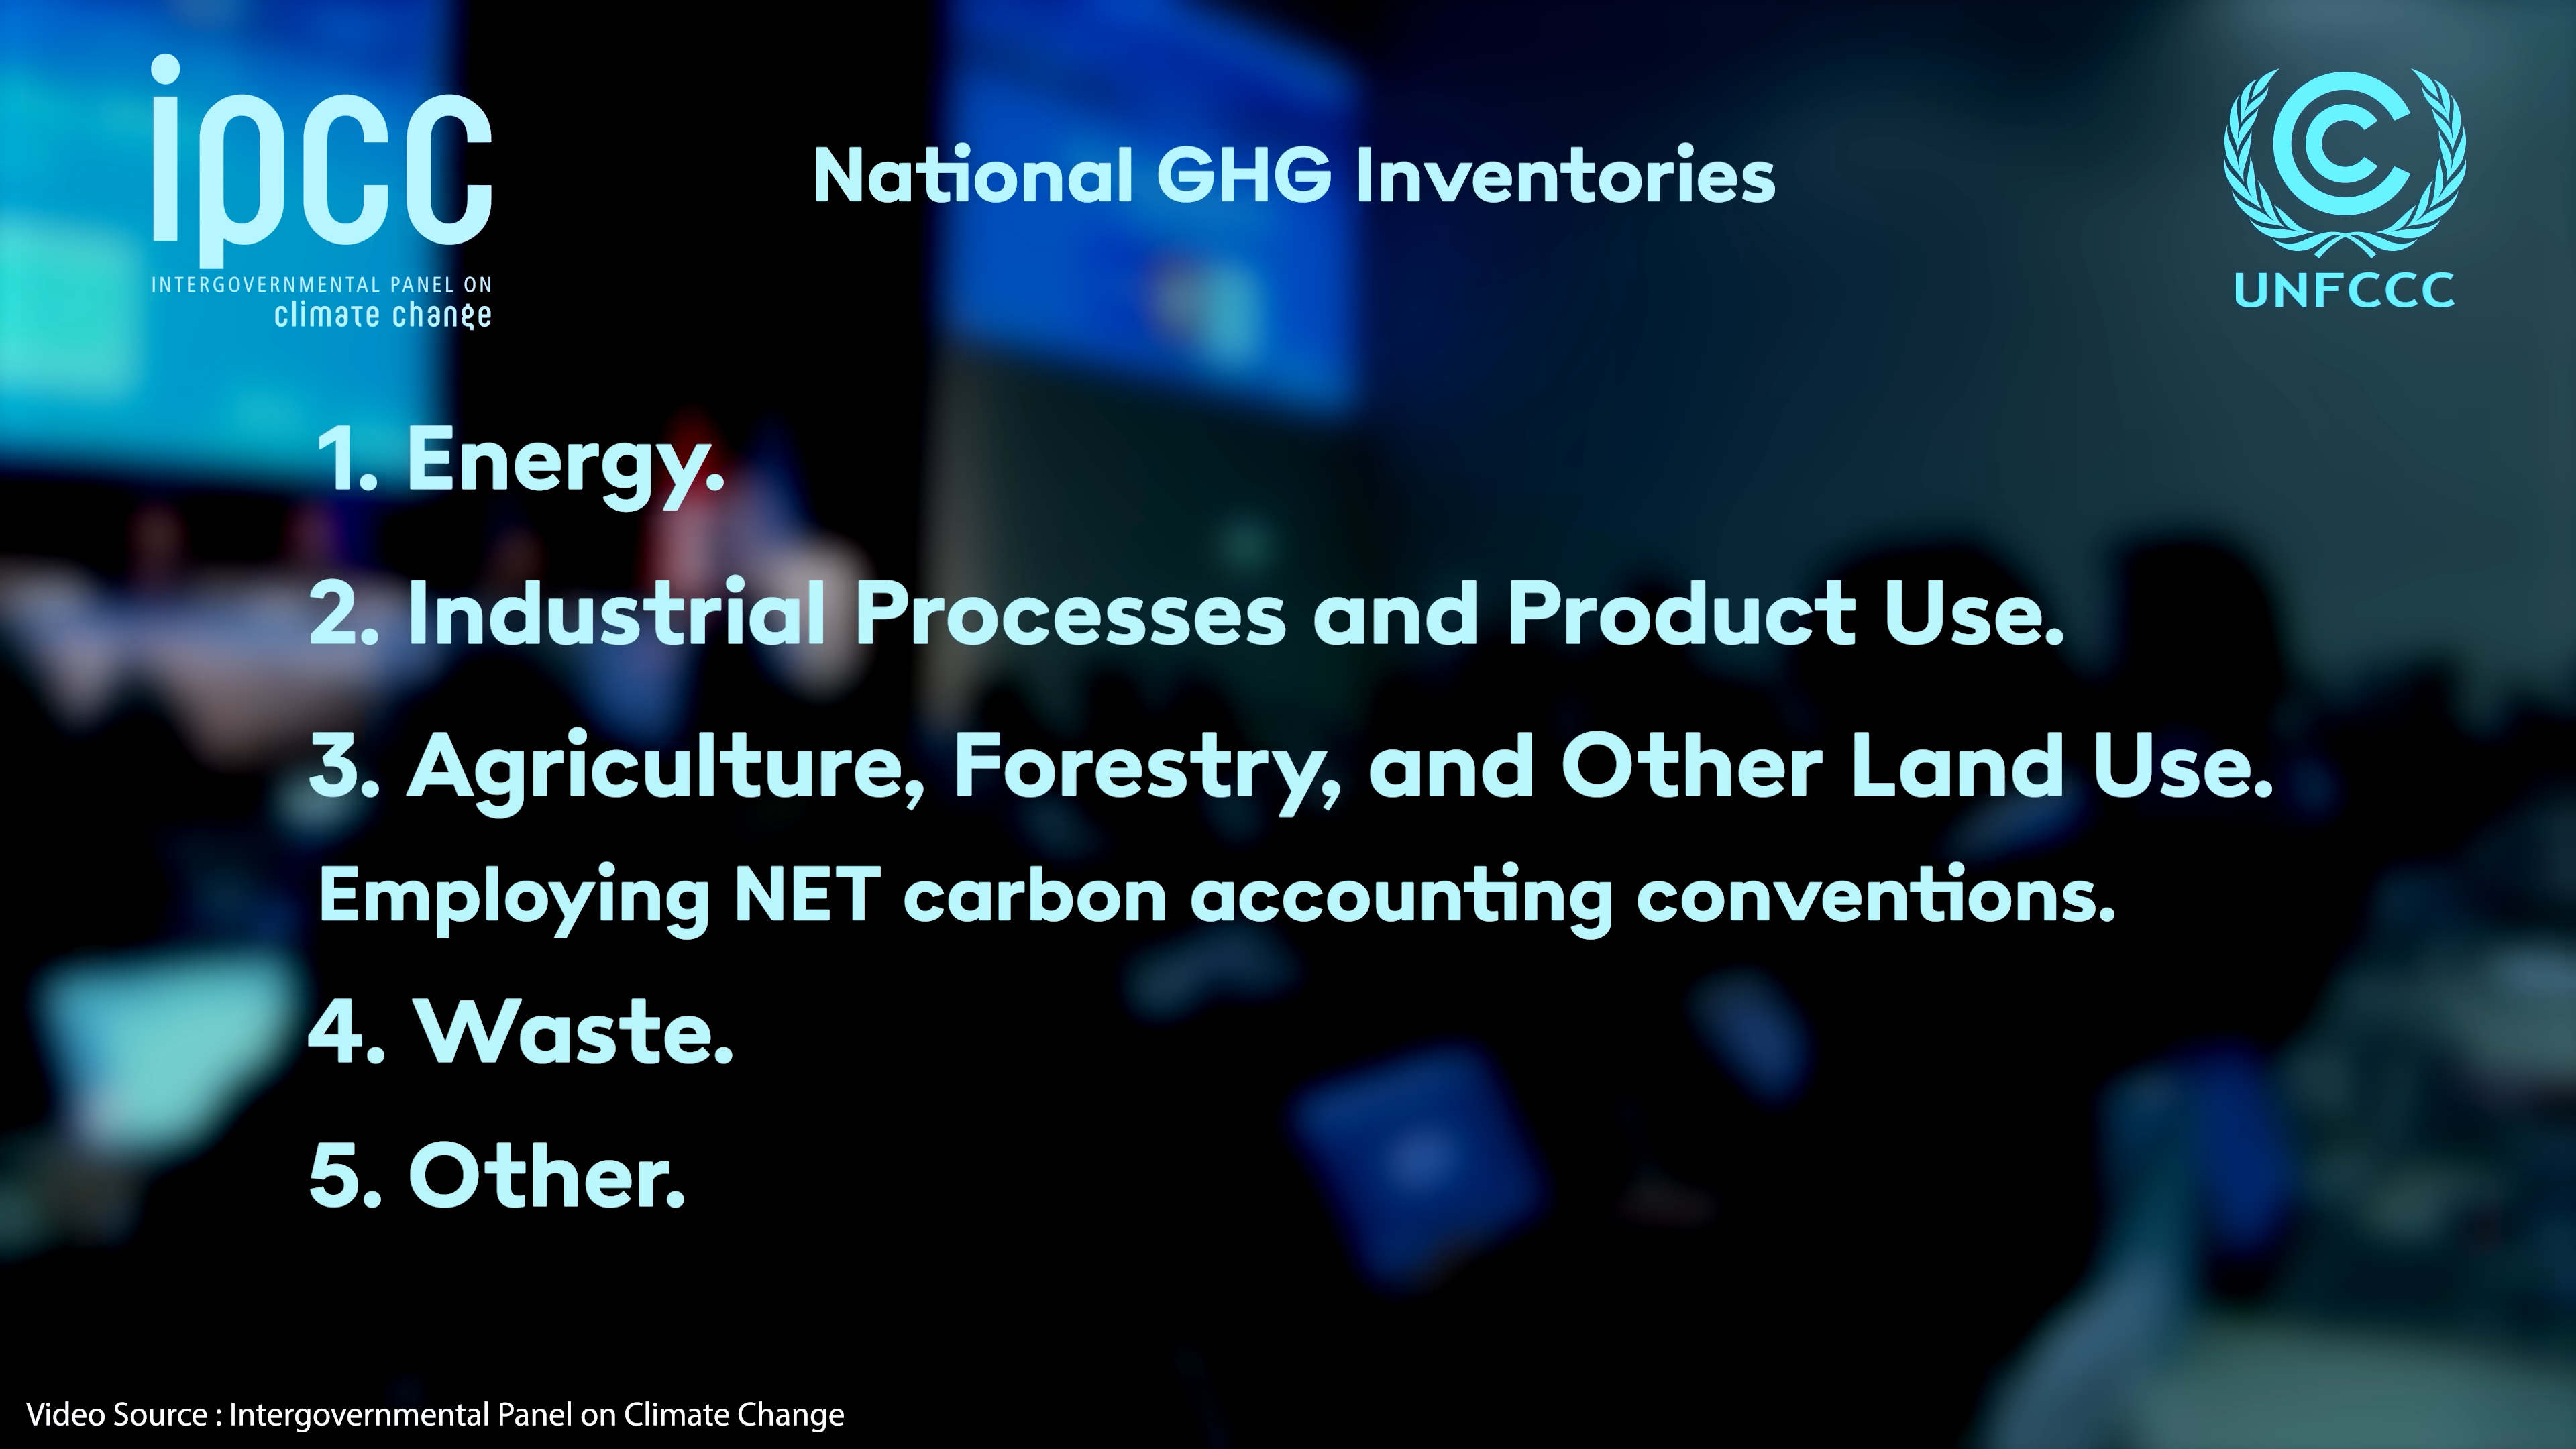 ipcc
INTERGOVERNMENTAL PANEL ON
climate change
National GHG Inventories
UNFCCC
1. Energy.
2. Industrial Processes and Product Use.
3. Agriculture, Forestry, and Other Land Use.
Employing NET carbon accounting conventions.
4. Waste.
5. Other.
Video Source : Intergovernmental Panel on Climate Change